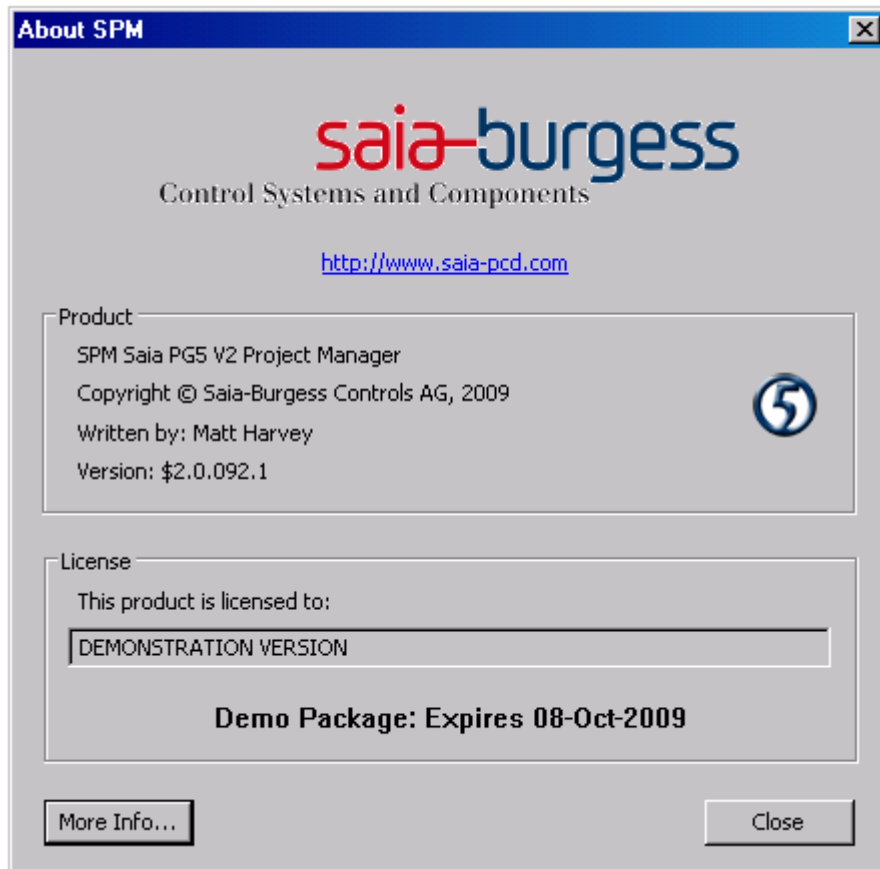 About SPM
saia-burgess
Control Systems and Components
http://www.saia-pcd.com
Product
SPM Saia PG5 V2 Project Manager
Copyright © Saia-Burgess Controls AG, 2009
5
Written by: Matt Harvey
Version: $2.0.092.1
License
This product is licensed to:
DEMONSTRATION VERSION
Demo Package: Expires 08-Oct-2009
More Info...
Close